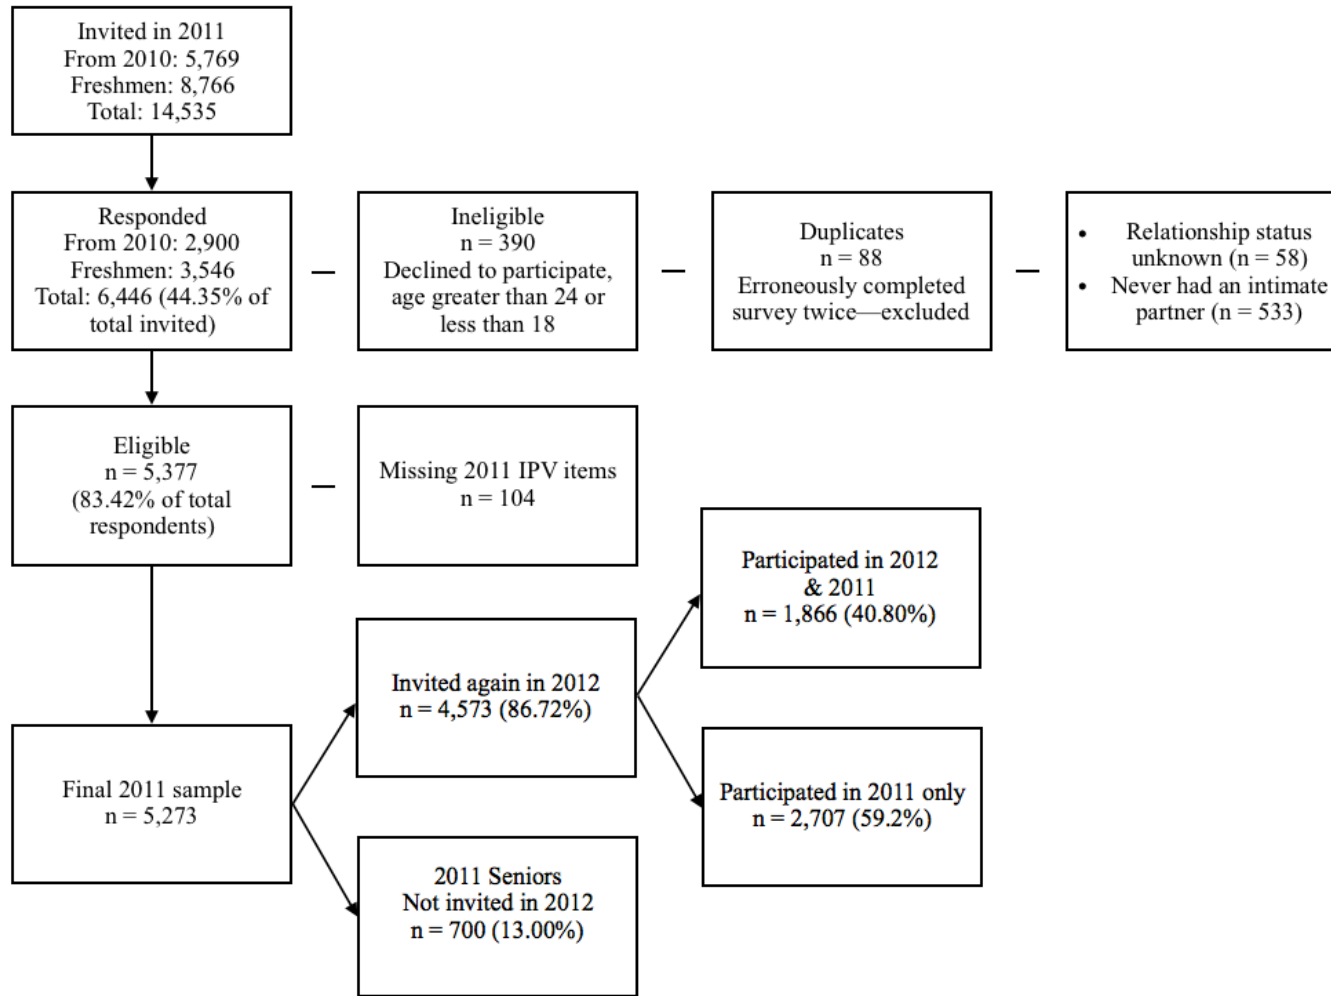 Invited in 2011
From 2010: 5,769
Freshmen: 8,766
Total: 14,535
Responded
From 2010: 2,900
Freshmen: 3,546
Total: 6,446 (44.35% of
total invited)
Ineligible
n = 390
Declined to participate,
age greater than 24 or
less than 18
Duplicates
n = 88
Erroneously completed
survey twice—excluded
• Relationship status
unknown (n = 58)
• Never had an intimate
partner (n = 533)
Eligible
n = 5,377
(83.42% of total
respondents)
Missing 2011 IPV items
n = 104
Participated in 2012
& 2011
n = 1,866 (40.80%)
Invited again in 2012
n = 4,573 (86.72%)
Final 2011 sample
n = 5,273
Participated in 2011 only
n = 2,707 (59.2%)
2011 Seniors
Not invited in 2012
n = 700 (13.00%)